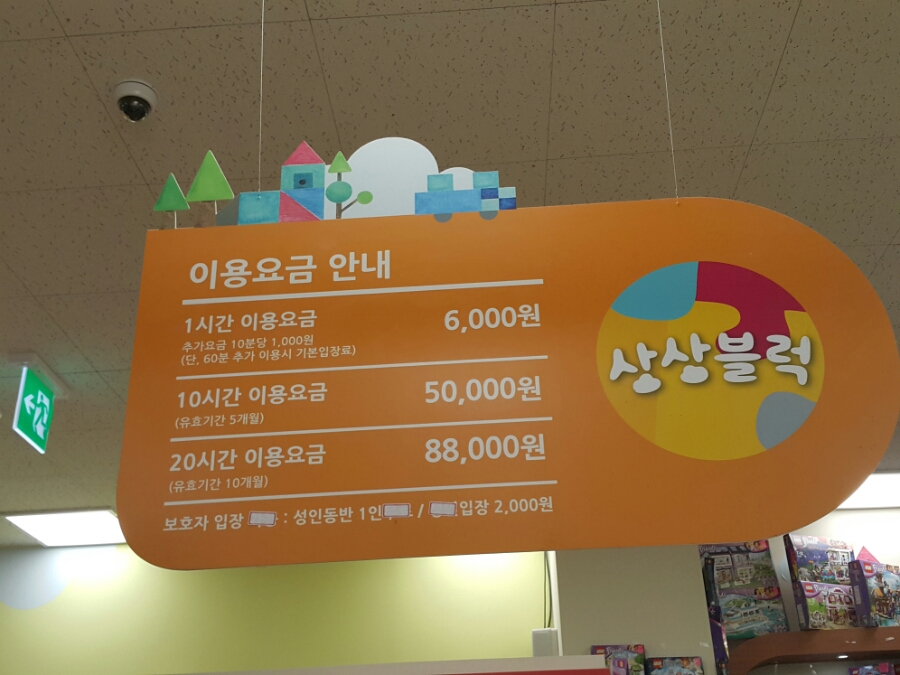 이용요금 안내
1시간 이용요금 6,000원
추가요금 10분당 1,000원
(단, 60분 추가 이용시 기본입장료)
10시간 이용요금 50,000원
(유효기간 5개월)
20시간 이용요금 88,000원
(유효기간 10개월)
보호자 입장 : 성인동반 1인 / 입장 2,000원
상상블럭